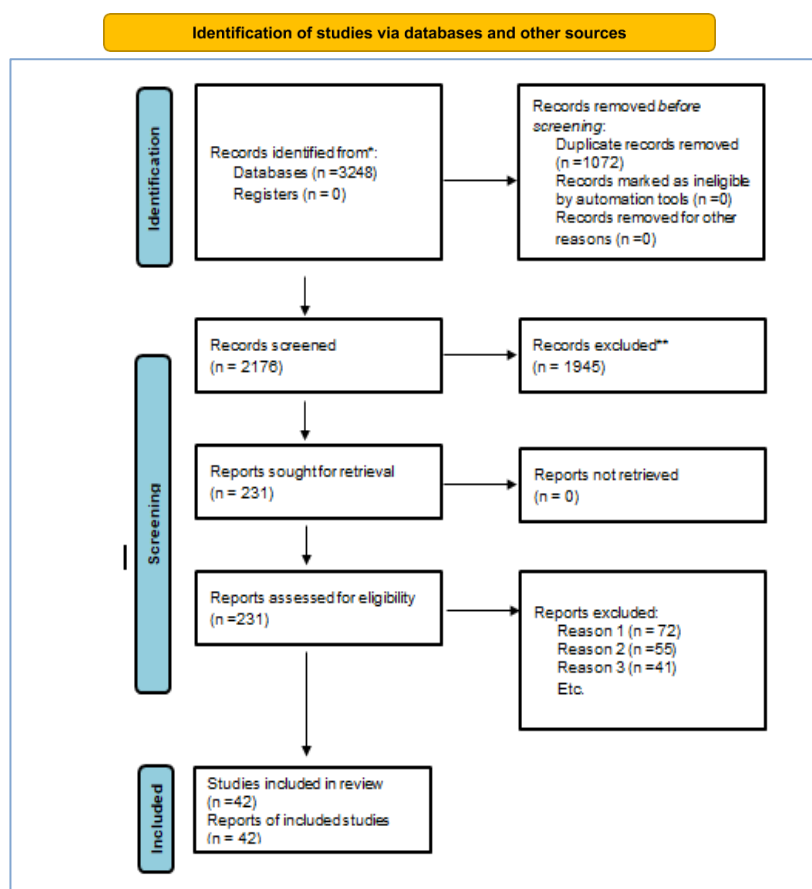 Identification of studies via databases and other sources
Identification
Records identified from*:
Databases (n =3248)
Registers (n = 0)
Records removed before
screening:
Duplicate records removed
(n =1072)
Records marked as ineligible
by automation tools (n =0)
Records removed for other
reasons (n =0)
Screening
Records screened
(n = 2176)
Records excluded**
(n = 1945)
Reports sought for retrieval
(n = 231)
Reports not retrieved
(n = 0)
Reports assessed for eligibility
(n =231)
Reports excluded:
Reason 1 (n = 72)
Reason 2 (n =55)
Reason 3 (n =41)
Etc.
Included
Studies included in review
(n =42)
Reports of included studies
(n = 42)